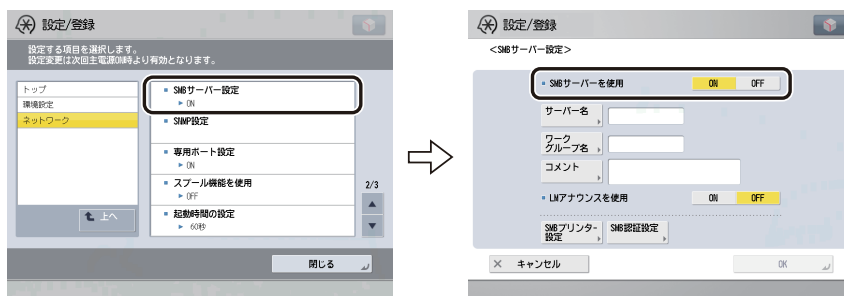 設定/登録
設定する項目を選択します。
設定変更は次回主電源ON時より有効となります。
トップ
環境設定
ネットワーク
上へ
SMBサーバー設定
ON
SNMP設定
専用ポート設定
ON
スプール機能を使用
OFF
起動時間の設定
60秒
2/3
閉じる
設定/登録
<SMBサーバー設定>
SMBサーバーを使用 ON OFF
サーバー名
ワーク
グループ名
コメント
LMアナウンスを使用 ON OFF
SMBプリンター
設定
SMB認証設定
キャンセル
OK